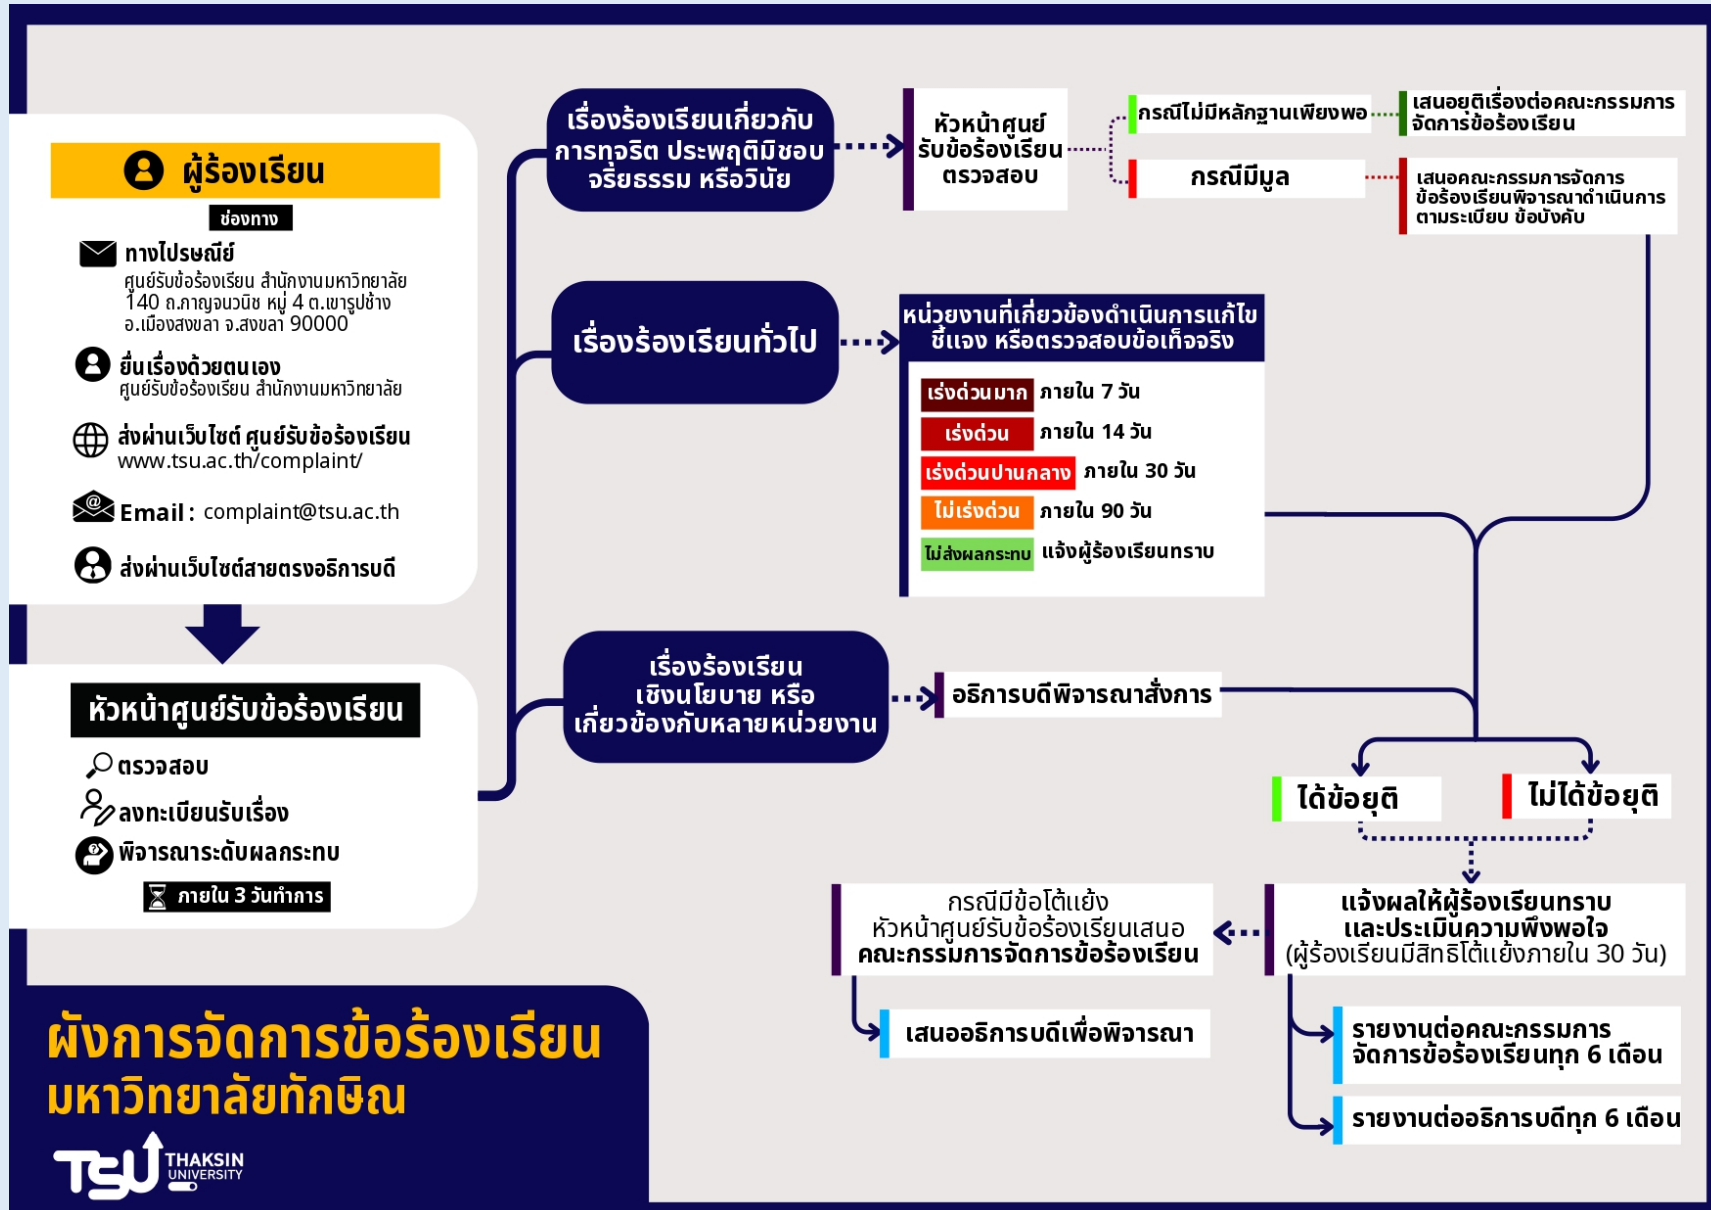 ผู้ร้องเรียน
ช่องทาง
ทางไปรษณีย์
ศูนย์รับข้อร้องเรียน สำนักงานมหาวิทยาลัย
140 ถ.กาญจนวนิช หมู่ 4 ต.เขารูปช้าง
อ.เมืองสงขลา จ.สงขลา 90000
ยื่นเรื่องด้วยตนเอง
ศูนย์รับข้อร้องเรียน สำนักงานมหาวิทยาลัย
ส่งผ่านเว็บไซต์ ศูนย์รับข้อร้องเรียน
www.tsu.ac.th/complaint/
Email : complaint@tsu.ac.th
ส่งผ่านเว็บไซต์สายตรงอธิการบดี
หัวหน้าศูนย์รับข้อร้องเรียน
ตรวจสอบ
ลงทะเบียนรับเรื่อง
พิจารณาระดับผลกระทบ
ภายใน 3 วันทำการ
เรื่องร้องเรียนเกี่ยวกับ
การทุจริต ประพฤติมิชอบ
จริยธรรม หรือวินัย
หัวหน้าศูนย์
รับข้อร้องเรียน
ตรวจสอบ
กรณีไม่มีหลักฐานเพียงพอ
เสนอยุติเรื่องต่อคณะกรรมการ
จัดการข้อร้องเรียน
กรณีมีมูล
เสนอคณะกรรมการจัดการ
ข้อร้องเรียนพิจารณาดำเนินการ
ตามระเบียบ ข้อบังคับ
เรื่องร้องเรียนทั่วไป
หน่วยงานที่เกี่ยวข้องดำเนินการแก้ไข
ชี้แจง หรือตรวจสอบข้อเท็จจริง
เร่งด่วนมาก ภายใน 7 วัน
เร่งด่วน ภายใน 14 วัน
เร่งด่วนปานกลาง ภายใน 30 วัน
ไม่เร่งด่วน ภายใน 90 วัน
ไม่ส่งผลกระทบ แจ้งผู้ร้องเรียนทราบ
เรื่องร้องเรียน
เชิงนโยบาย หรือ
เกี่ยวข้องกับหลายหน่วยงาน
อธิการบดีพิจารณาสั่งการ
ได้ข้อยุติ
ไม่ได้ข้อยุติ
แจ้งผลให้ผู้ร้องเรียนทราบ
และประเมินความพึงพอใจ
(ผู้ร้องเรียนมีสิทธิโต้แย้งภายใน 30 วัน)
กรณีมีข้อโต้แย้ง
หัวหน้าศูนย์รับข้อร้องเรียนเสนอ
คณะกรรมการจัดการข้อร้องเรียน
เสนออธิการบดีเพื่อพิจารณา
รายงานต่อคณะกรรมการ
จัดการข้อร้องเรียนทุก 6 เดือน
รายงานต่ออธิการบดีทุก 6 เดือน
ผังการจัดการข้อร้องเรียน
มหาวิทยาลัยทักษิณ
TSU THAKSIN
UNIVERSITY